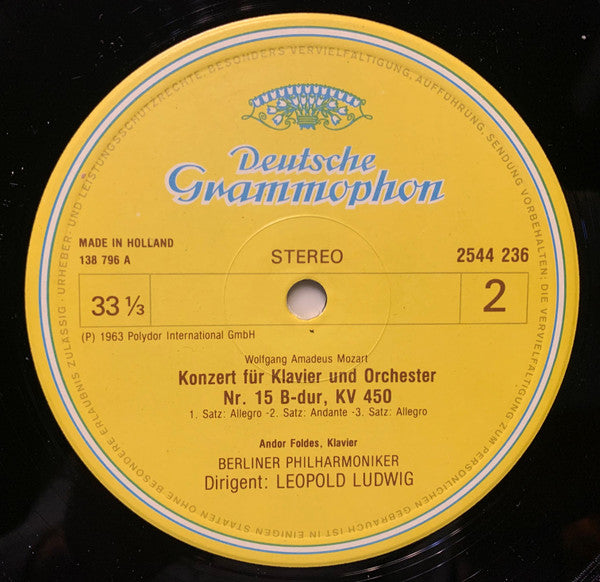 Deutsche
Grammophon
MADE IN HOLLAND
138 796 A
STEREO
2544 236
33 ⅓
2
(P) 1963 Polydor International GmbH
Wolfgang Amadeus Mozart
Konzert für Klavier und Orchester
Nr. 15 B-dur, KV 450
1. Satz: Allegro -2. Satz: Andante -3. Satz: Allegro
Andor Foldes, Klavier
BERLINER PHILHARMONIKER
Dirigent: LEOPOLD LUDWIG
URHEBER- UND LEISTUNGSSCHUTZRECHTE, BESONDERS VERVIELFÄLTIGUNG, AUFFÜHRUNG, SENDUNG VORBEHALTEN; DIE VERVIELFÄLTIGUNG ZUM PERSÖNLICHEN GEBRAUCH IST IN EINIGEN STAATEN OHNE BESONDERE ERLAUBNIS ZULÄSSIG ·